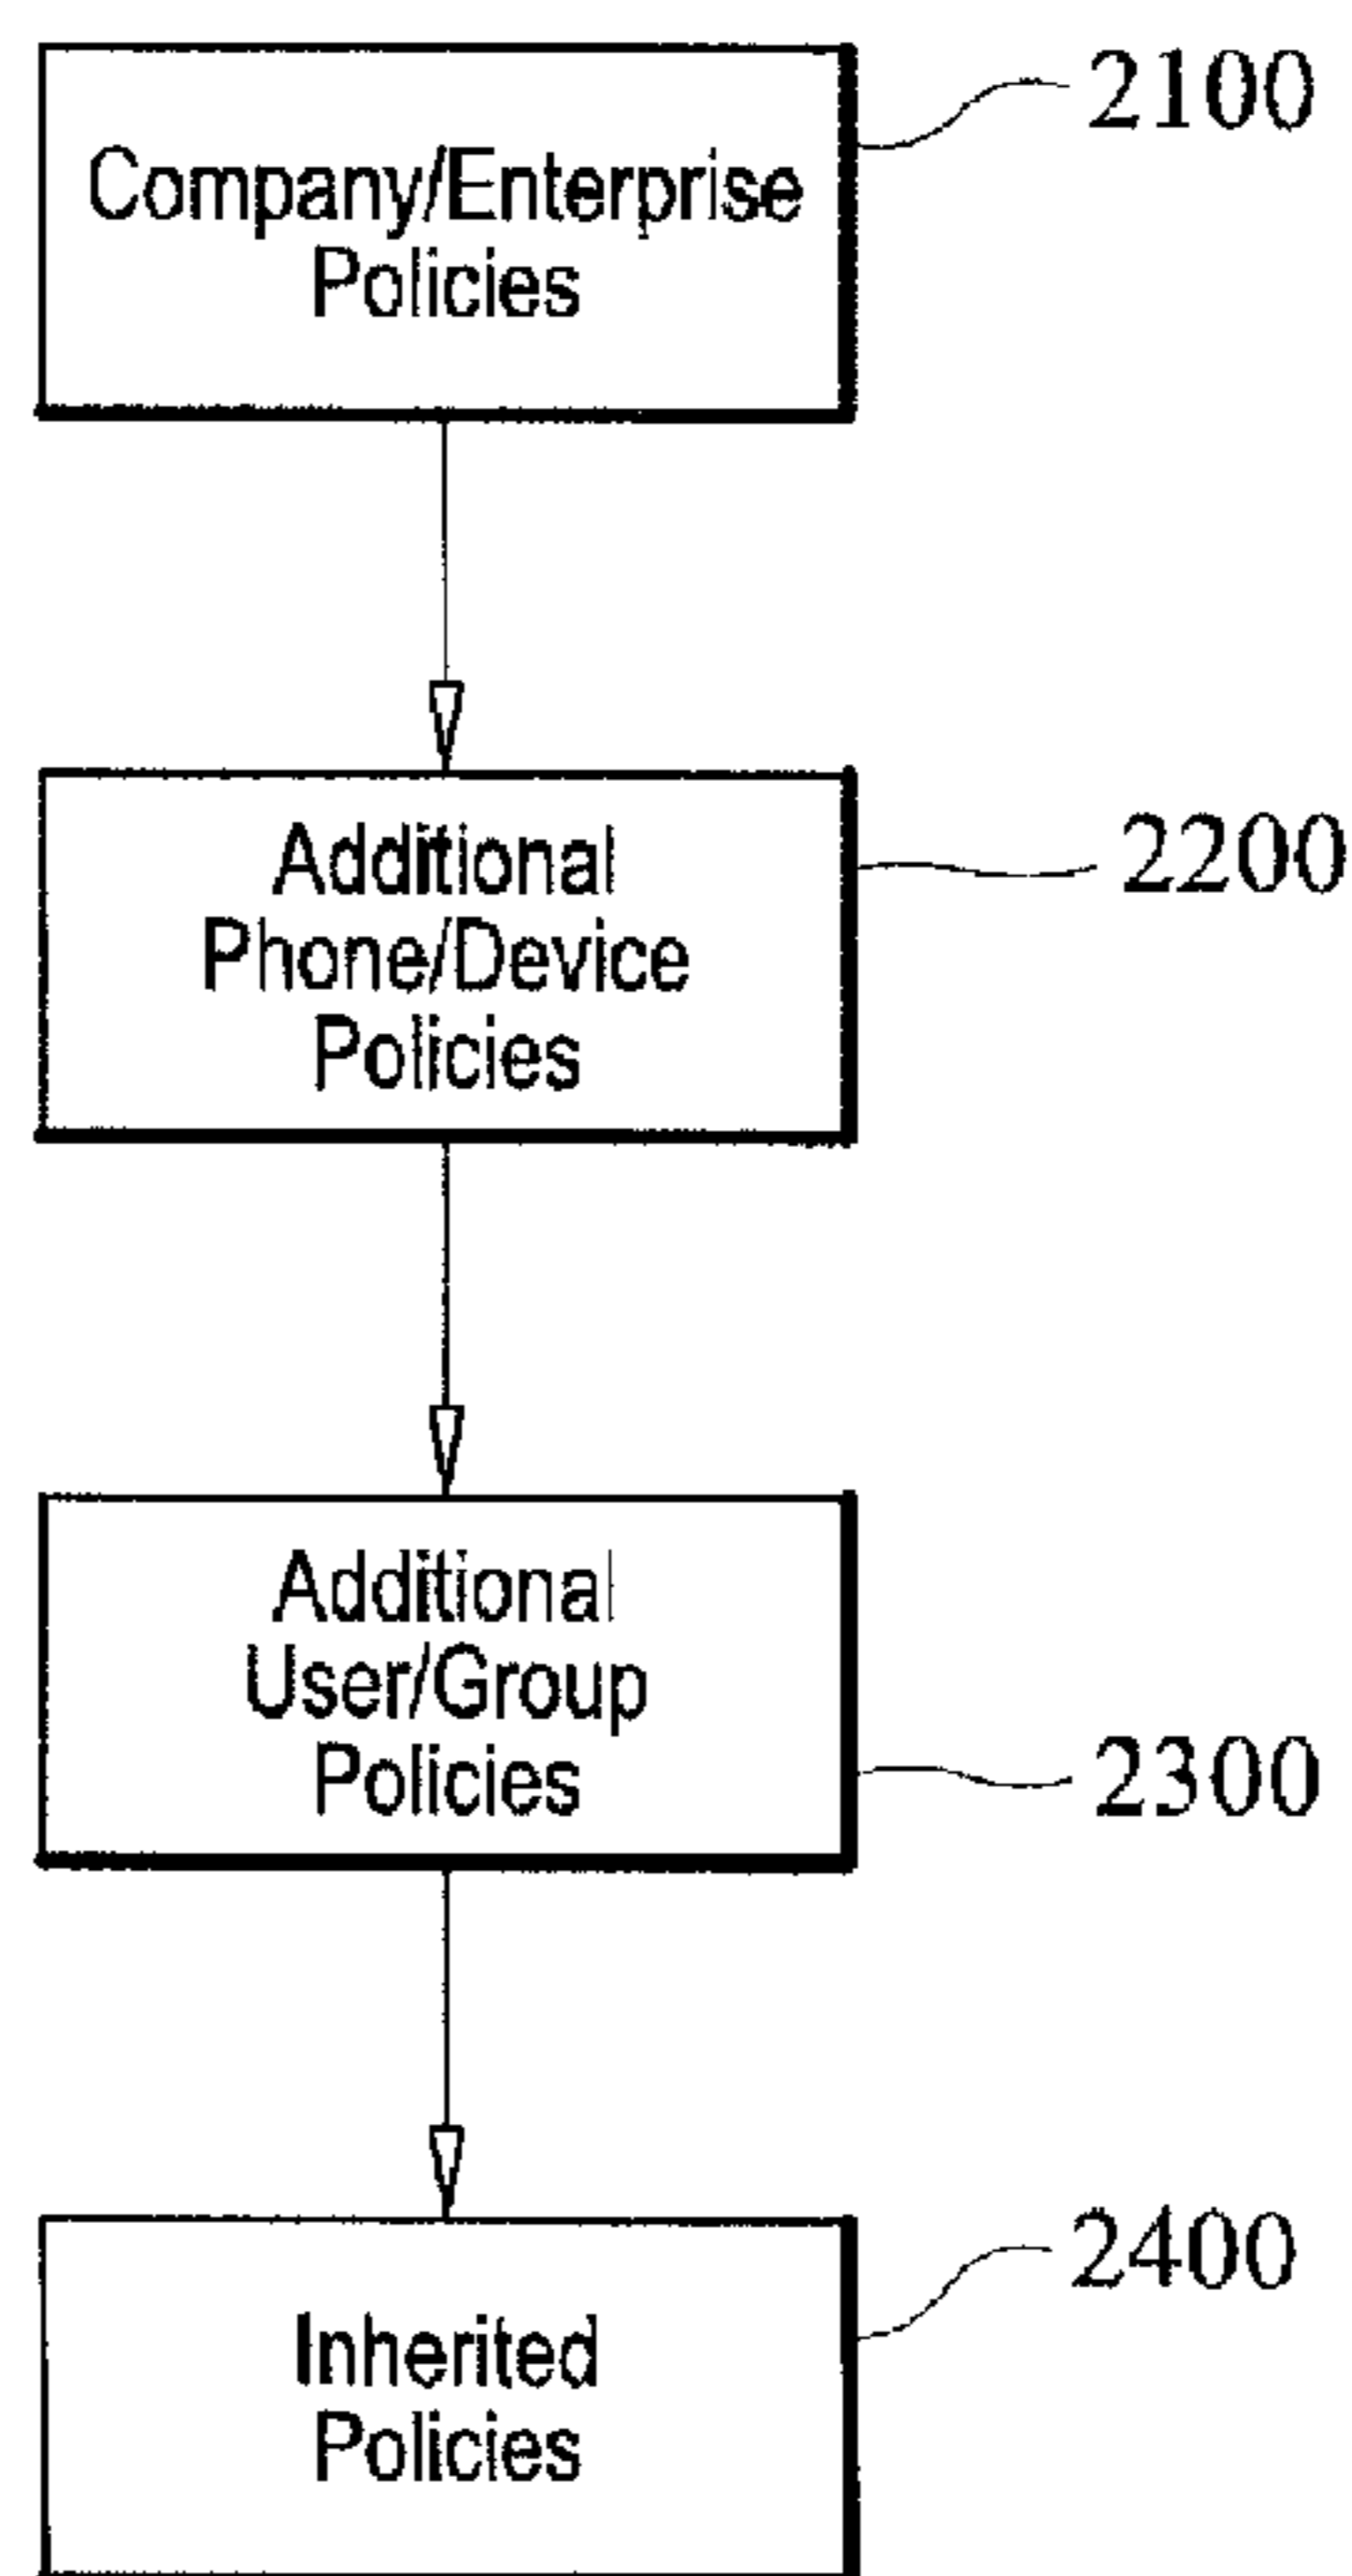 Company/Enterprise
Policies
2100
Additional
Phone/Device
Policies
2200
Additional
User/Group
Policies
2300
Inherited
Policies
2400